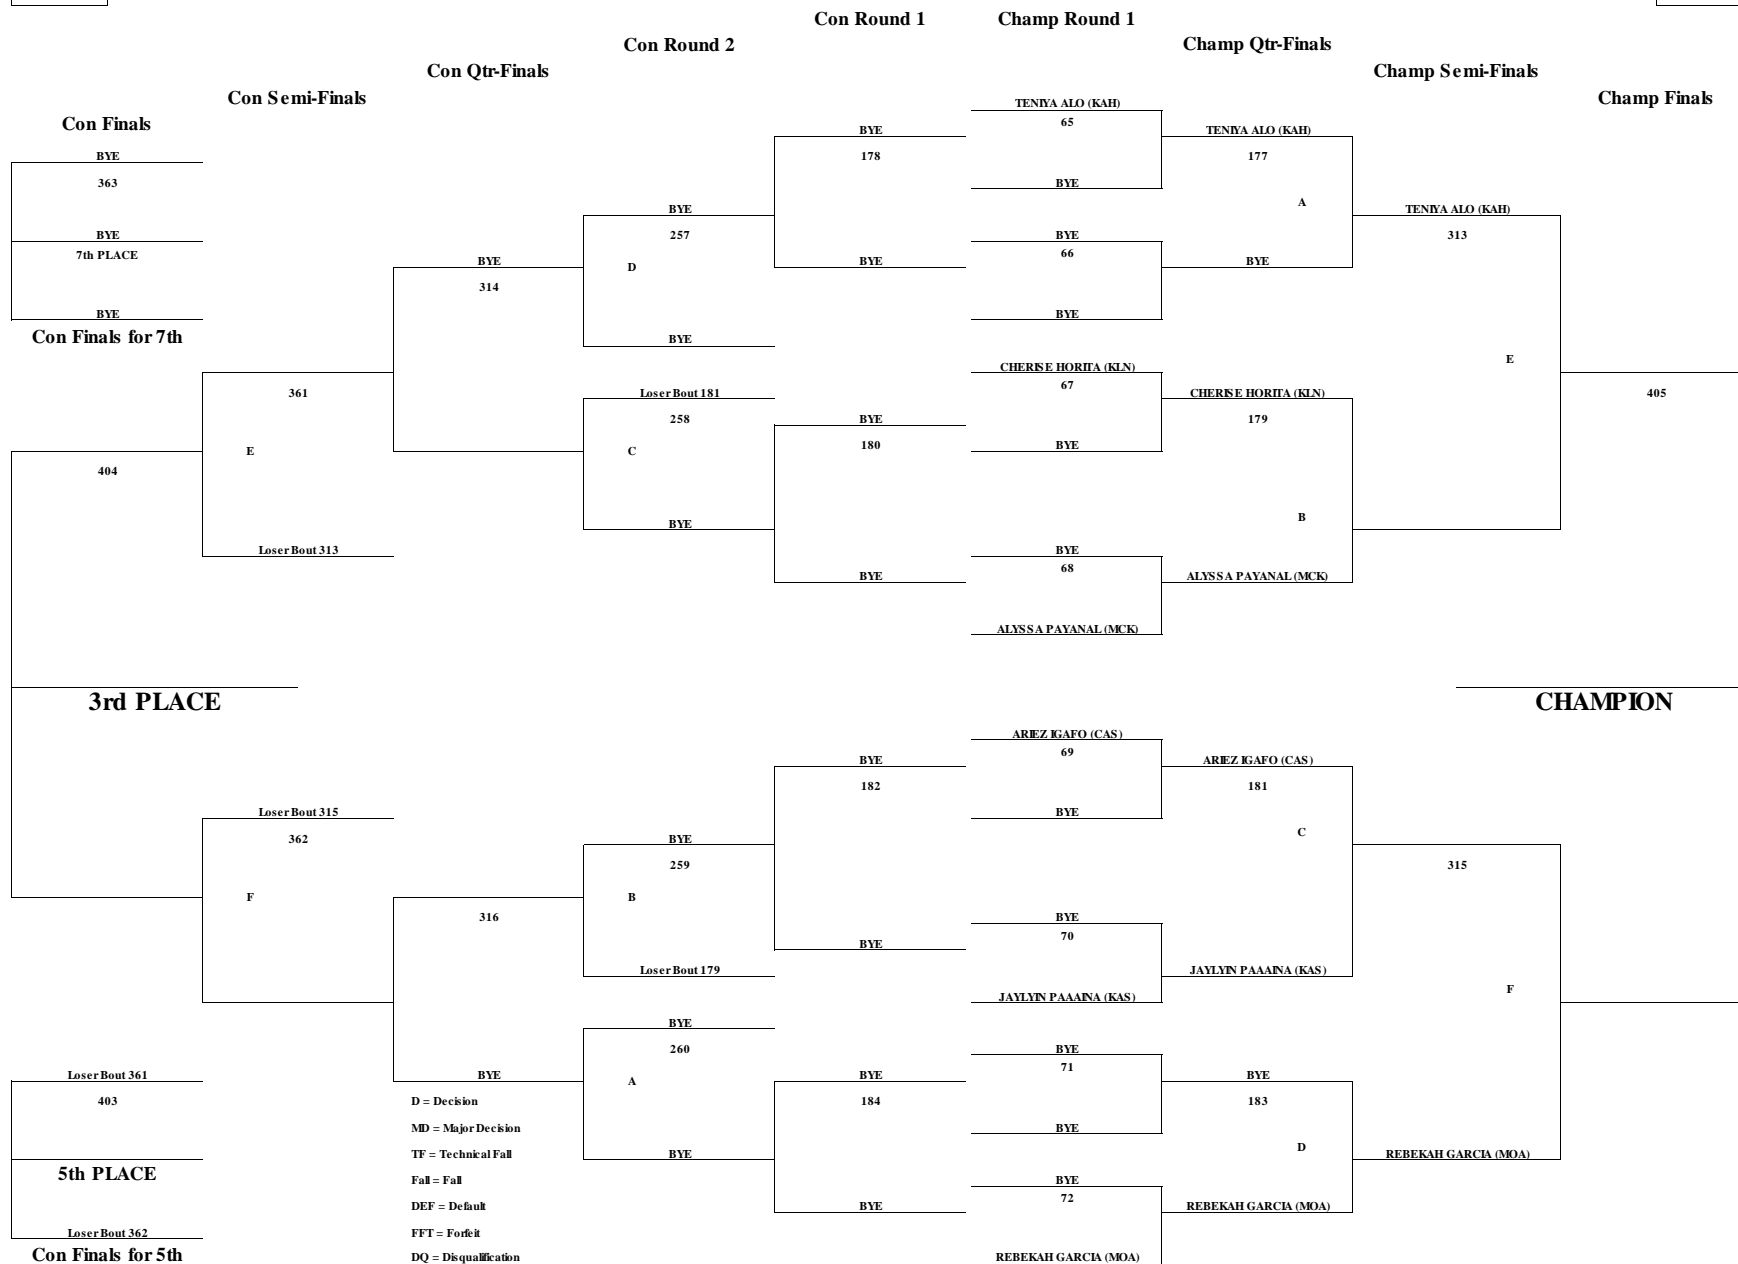 Con Round 1
Champ Round 1
Con Round 2
Champ Qtr-Finals
Con Qtr-Finals
Champ Semi-Finals
Con Semi-Finals
Champ Finals
Con Finals
TENIYA ALO (KAH)
65
BYE
TENIYA ALO (KAH)
BYE
178
177
363
BYE
A
BYE
TENIYA ALO (KAH)
BYE
257
BYE
313
7th PLACE
66
BYE
D
BYE
BYE
314
BYE
BYE
Con Finals for 7th
BYE
E
CHERISE HORITA (KLN)
67
361
Loser Bout 181
CHERISE HORITA (KLN)
405
258
BYE
179
E
C
180
BYE
404
BYE
B
Loser Bout 313
BYE
68
BYE
ALYSSA PAYANAL (MCK)
ALYSSA PAYANAL (MCK)
3rd PLACE
CHAMPION
ARIEZ IGAFO (CAS)
69
BYE
ARIEZ IGAFO (CAS)
182
181
Loser Bout 315
BYE
362
BYE
C
259
315
F
B
316
BYE
70
BYE
Loser Bout 179
JAYLYIN PAAAINA (KAS)
JAYLYIN PAAAINA (KAS)
F
BYE
260
BYE
71
Loser Bout 361
BYE
A
BYE
BYE
403
D = Decision
184
183
MD = Major Decision
BYE
TF = Technical Fall
BYE
D
REBEKAH GARCIA (MOA)
5th PLACE
Fall = Fall
BYE
72
DEF = Default
BYE
REBEKAH GARCIA (MOA)
Loser Bout 362
FFT = Forfeit
Con Finals for 5th
DQ = Disqualification
REBEKAH GARCIA (MOA)